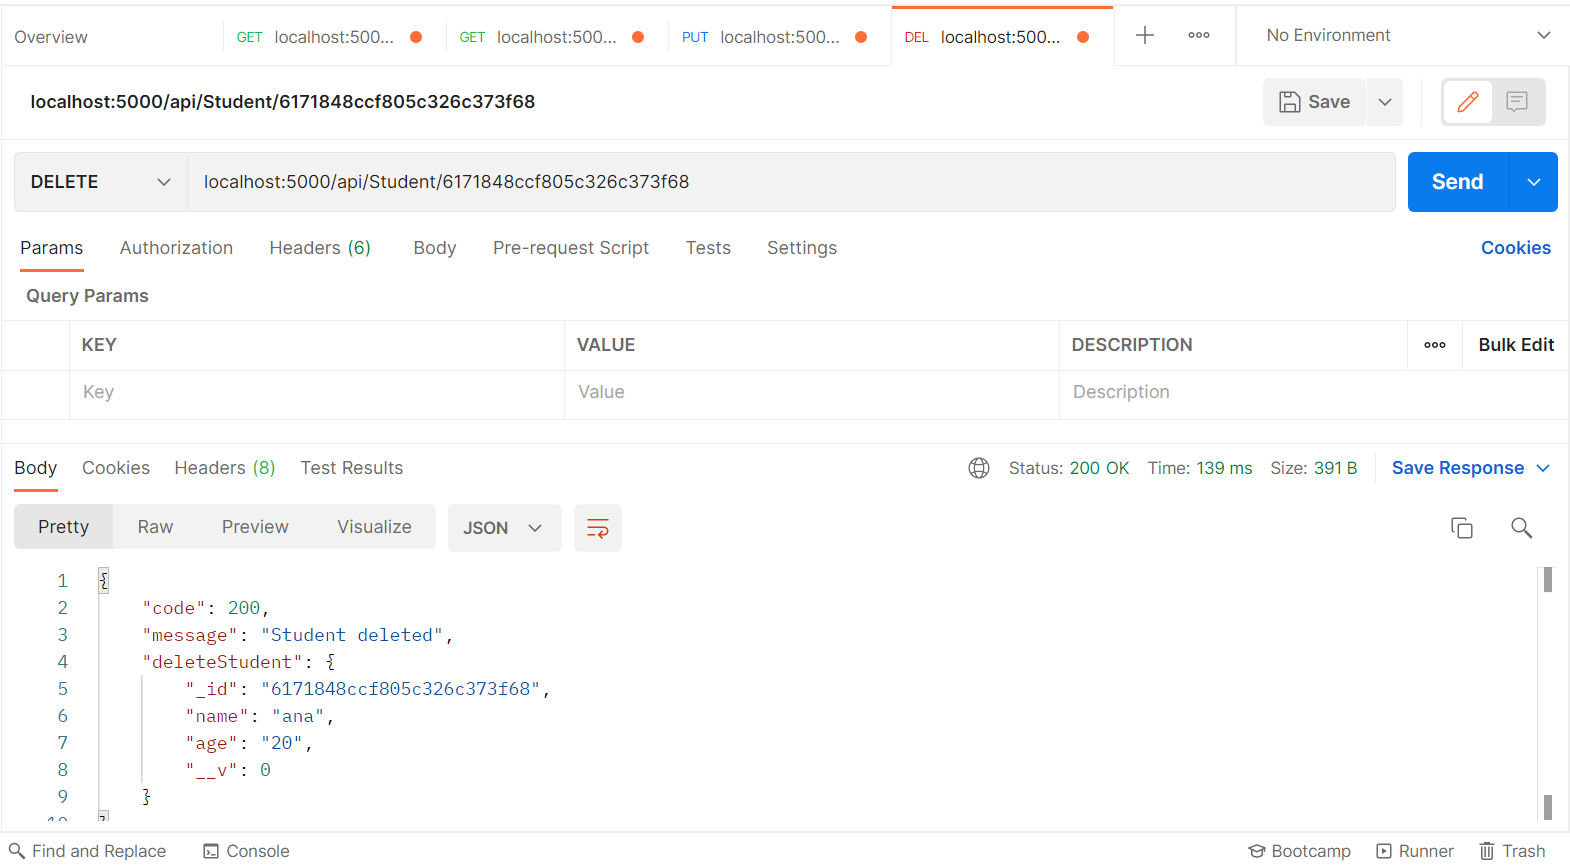 Overview GET localhost:500... GET localhost:500... PUT localhost:500... DEL localhost:500... No Environment
localhost:5000/api/Student/6171848ccf805c326c373f68 Save
DELETE localhost:5000/api/Student/6171848ccf805c326c373f68 Send
Params Authorization Headers (6) Body Pre-request Script Tests Settings Cookies
Query Params
KEY VALUE DESCRIPTION Bulk Edit
Key Value Description
Body Cookies Headers (8) Test Results Status: 200 OK Time: 139 ms Size: 391 B Save Response
Pretty Raw Preview Visualize JSON
1 {
2 "code": 200,
3 "message": "Student deleted",
4 "deleteStudent": {
5 "_id": "6171848ccf805c326c373f68",
6 "name": "ana",
7 "age": "20",
8 "__v": 0
9 }
10 }
Find and Replace Console Bootcamp Runner Trash